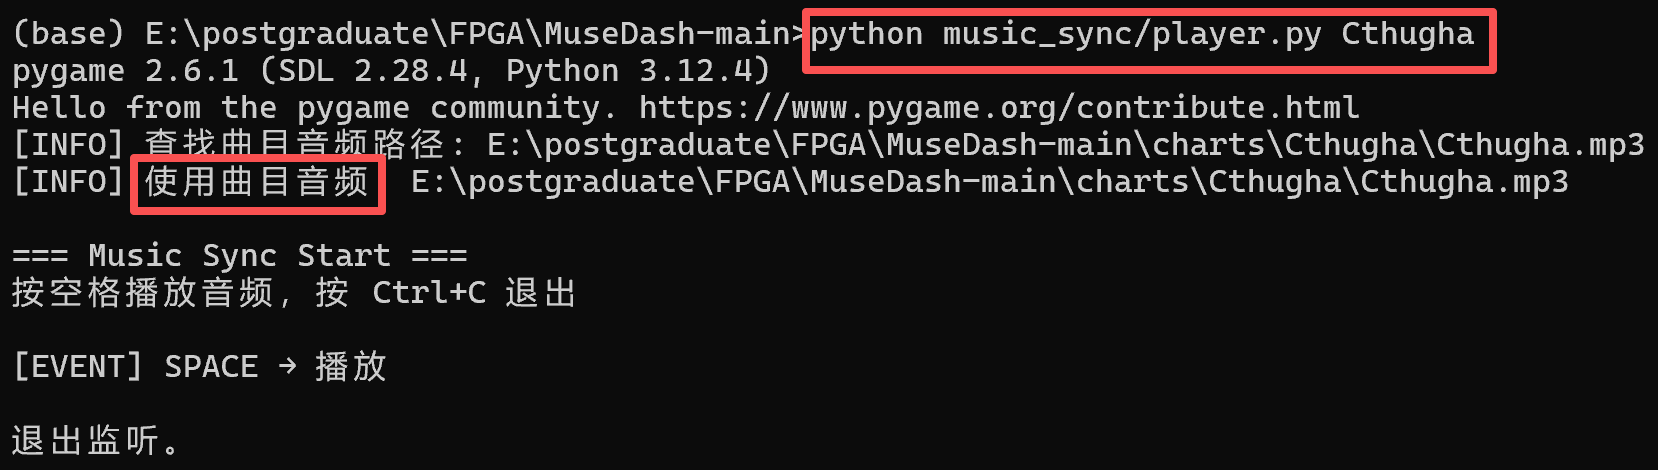 (base) E:\postgraduate\FPGA\MuseDash-main>python music_sync/player.py Cthugha
pygame 2.6.1 (SDL 2.28.4, Python 3.12.4)
Hello from the pygame community. https://www.pygame.org/contribute.html
[INFO] 查找曲目音频路径: E:\postgraduate\FPGA\MuseDash-main\charts\Cthugha\Cthugha.mp3
[INFO] 使用曲目音频 E:\postgraduate\FPGA\MuseDash-main\charts\Cthugha\Cthugha.mp3
=== Music Sync Start ===
按空格播放音频，按 Ctrl+C 退出
[EVENT] SPACE → 播放
退出监听。